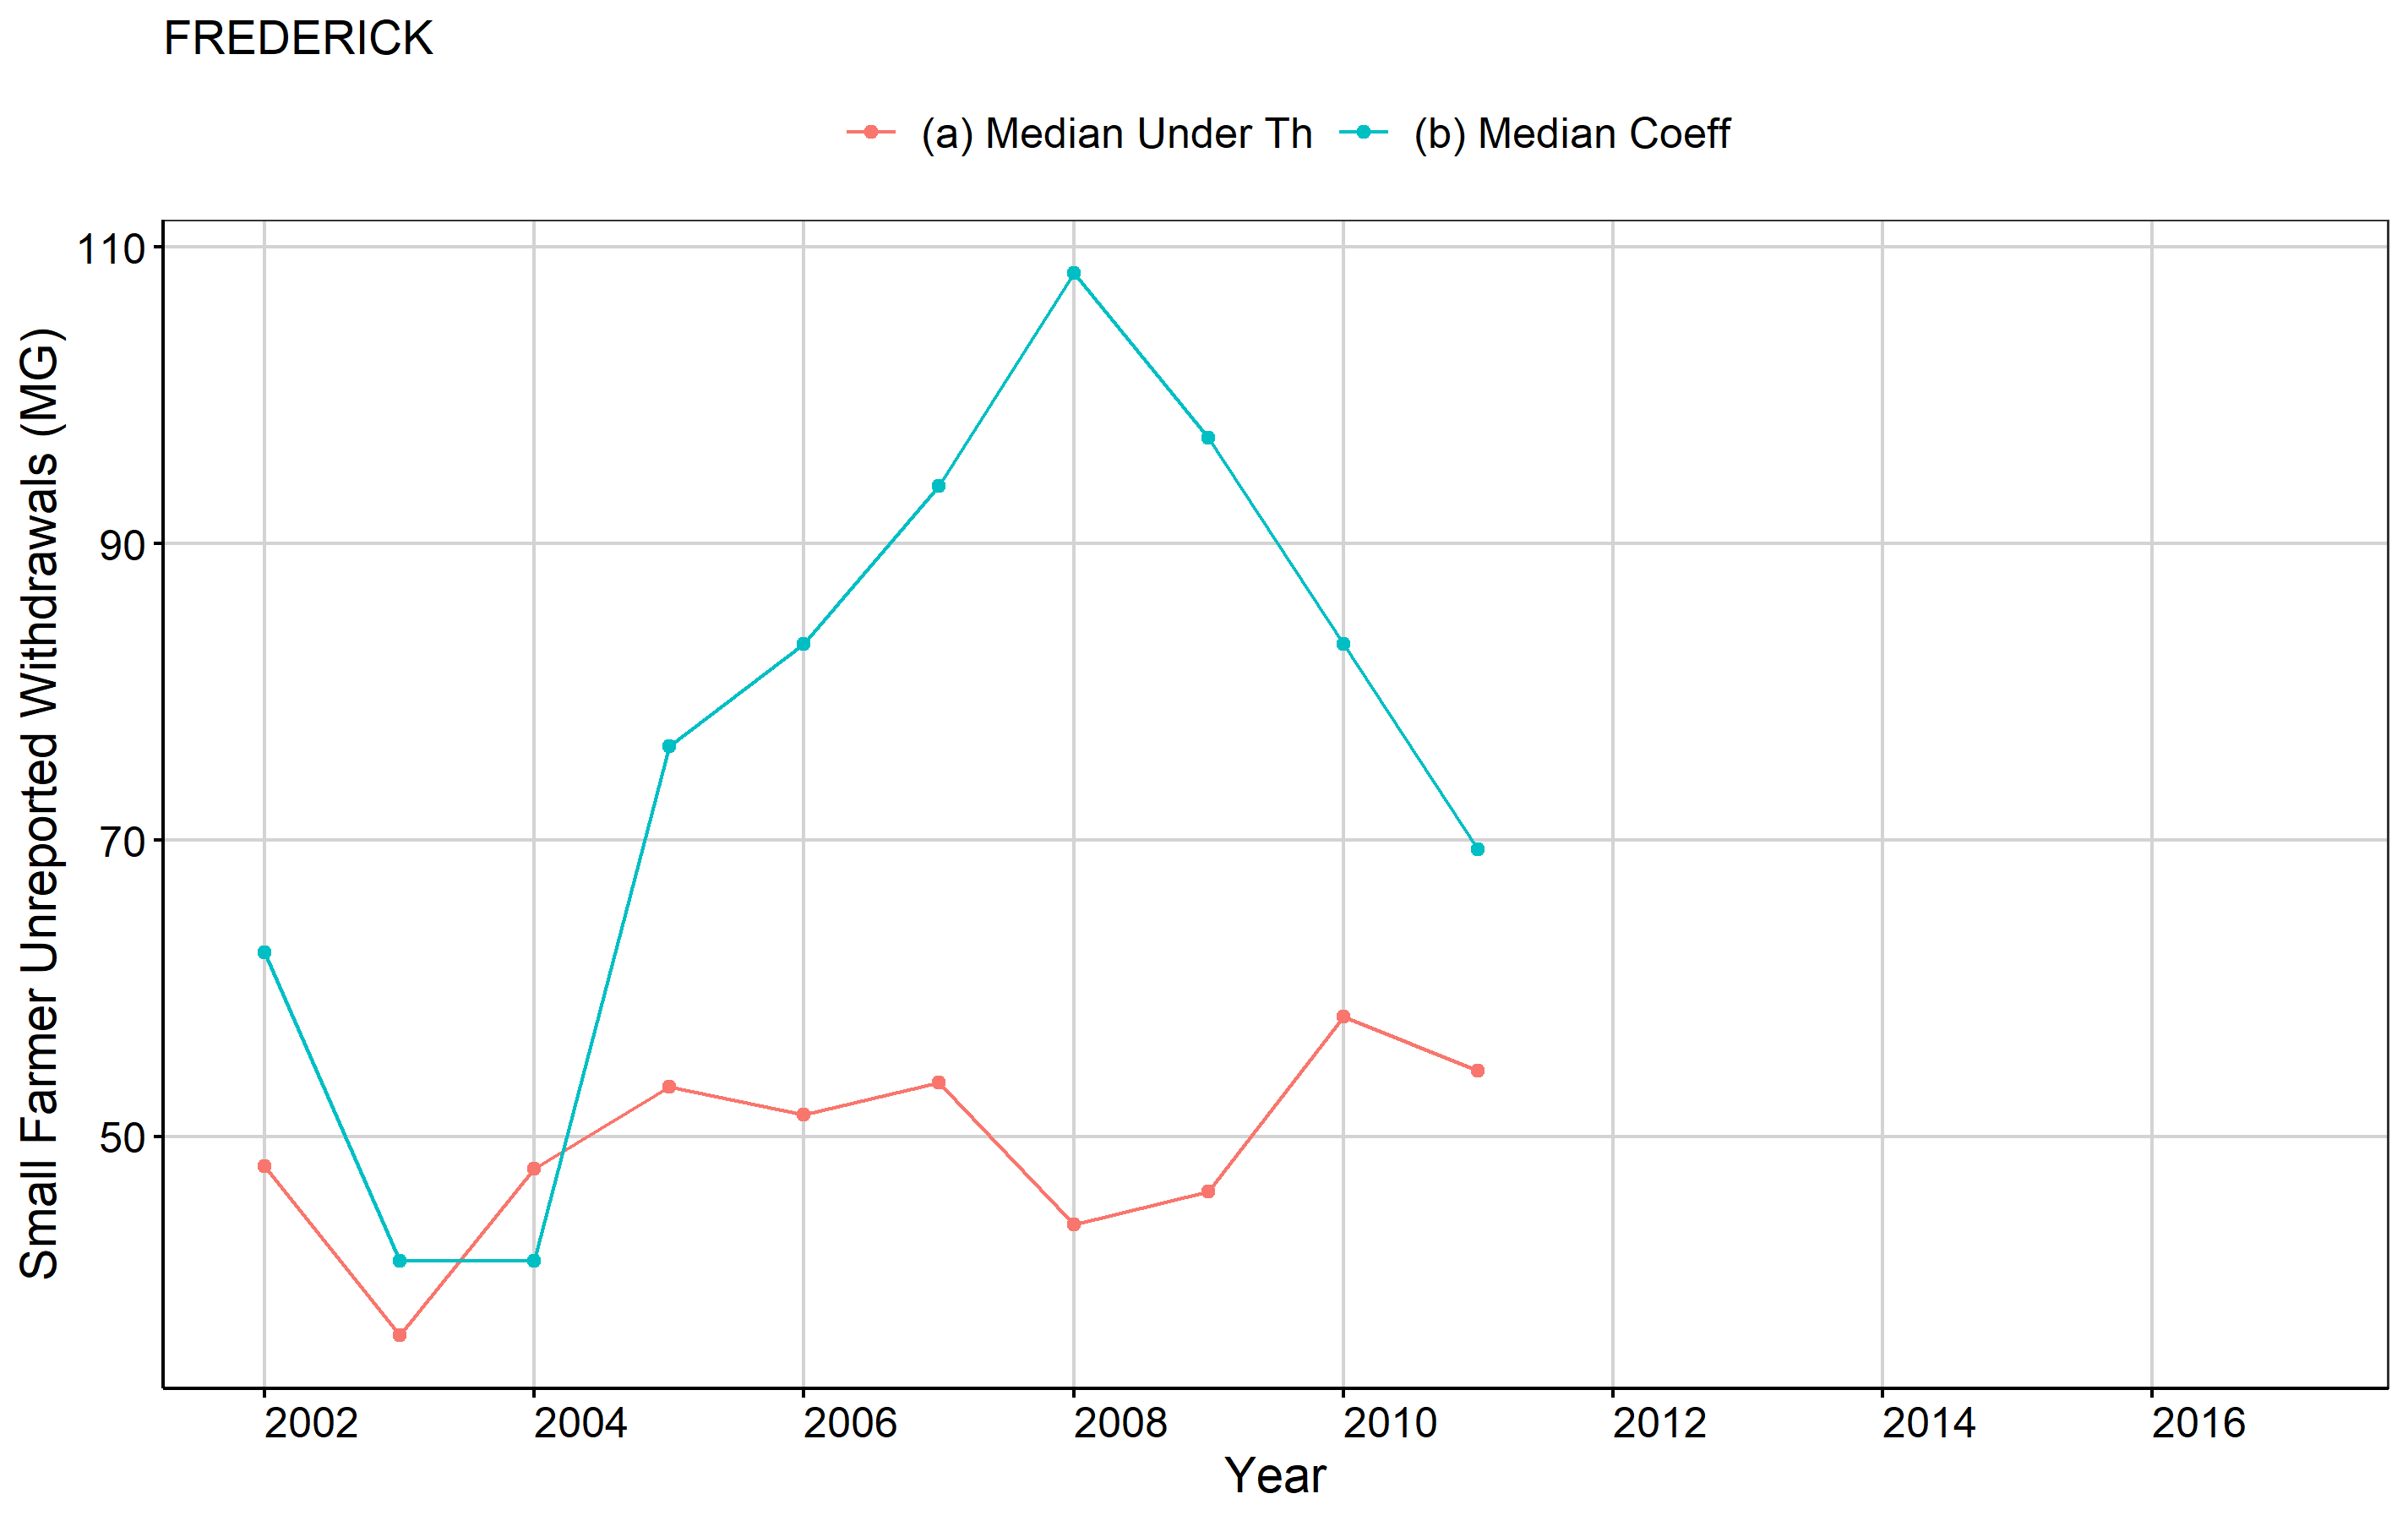 FREDERICK
(a) Median Under Th (b) Median Coeff
110
90
70
50
Small Farmer Unreported Withdrawals (MG)
2002 2004 2006 2008 2010 2012 2014 2016
Year